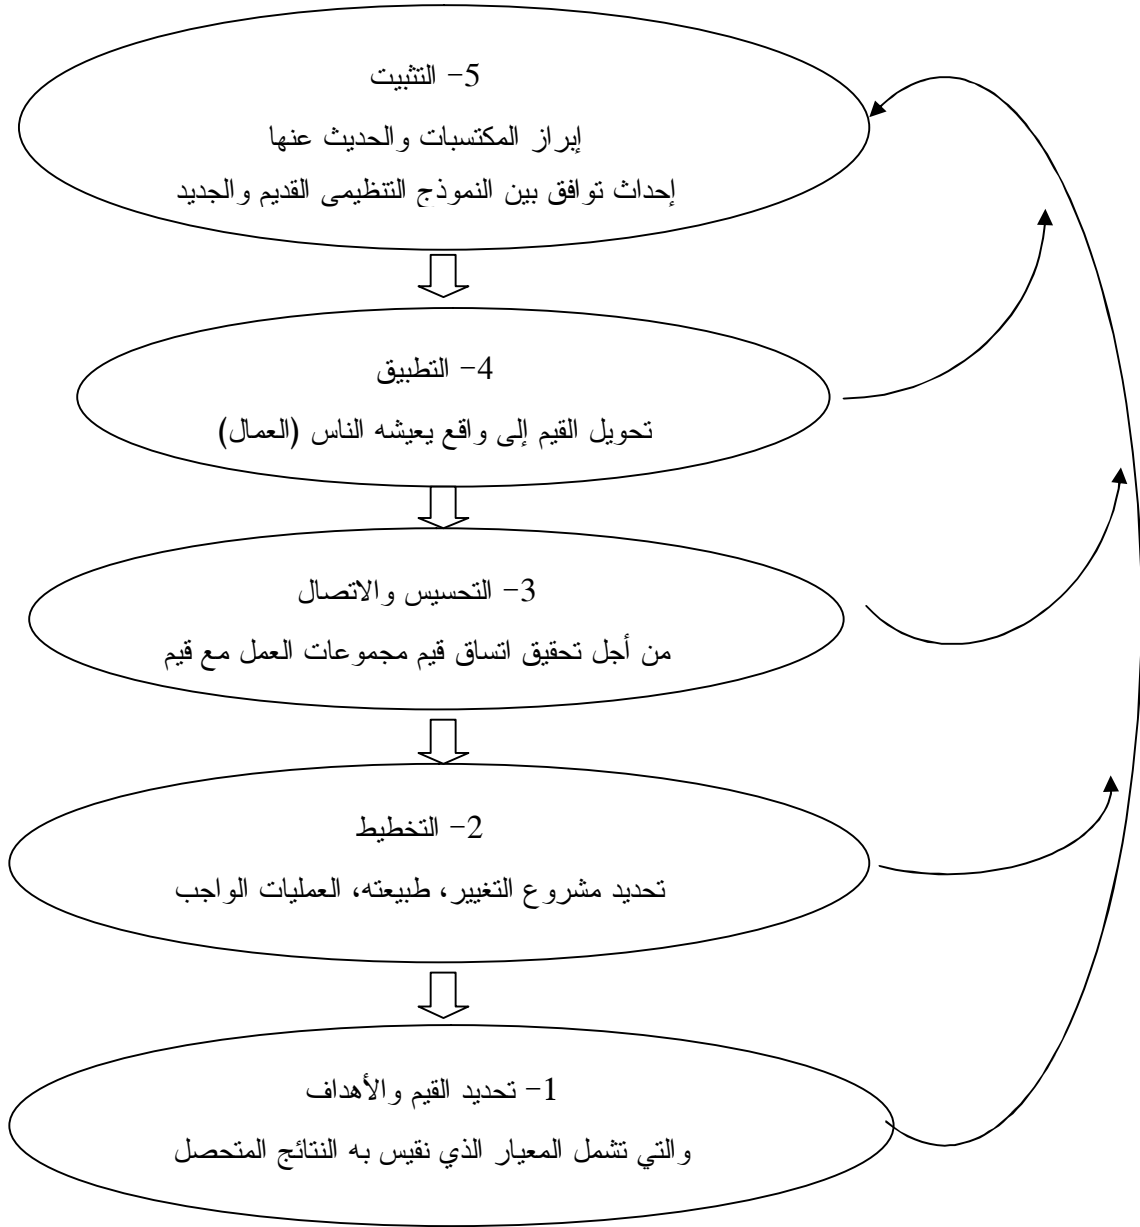 5- التثبيت
إبراز المكتسبات والحديث عنها
إحداث توافق بين النموذج التنظيمي القديم والجديد
4- التطبيق
تحويل القيم إلى واقع يعيشه الناس (العمال)
3- التحسيس والاتصال
من أجل تحقيق اتساق قيم مجموعات العمل مع قيم
2- التخطيط
تحديد مشروع التغيير، طبيعته، العمليات الواجب
1- تحديد القيم والأهداف
والتي تشمل المعيار الذي نقيس به النتائج المتحصل